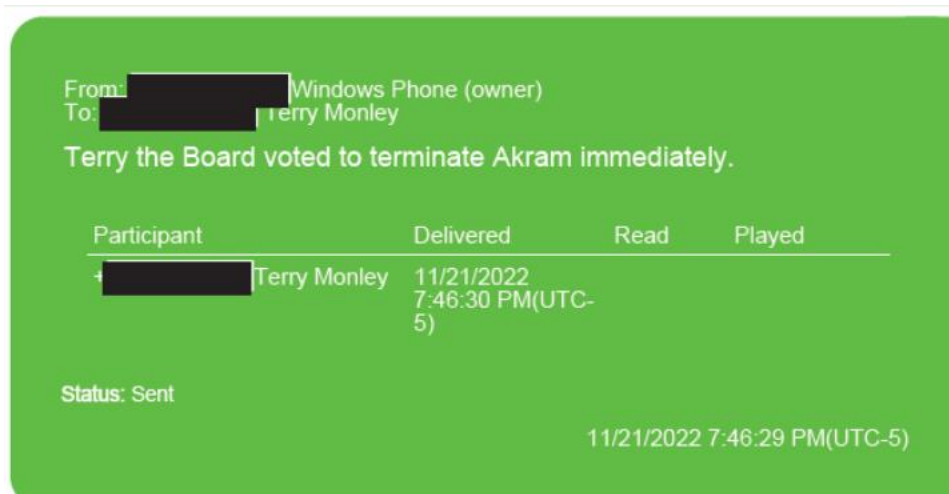 From: Windows Phone (owner)
To: Terry Monley
Terry the Board voted to terminate Akram immediately.
Participant Delivered Read Played
+ Terry Monley 11/21/2022
7:46:30 PM(UTC-
5)
Status: Sent
11/21/2022 7:46:29 PM(UTC-5)